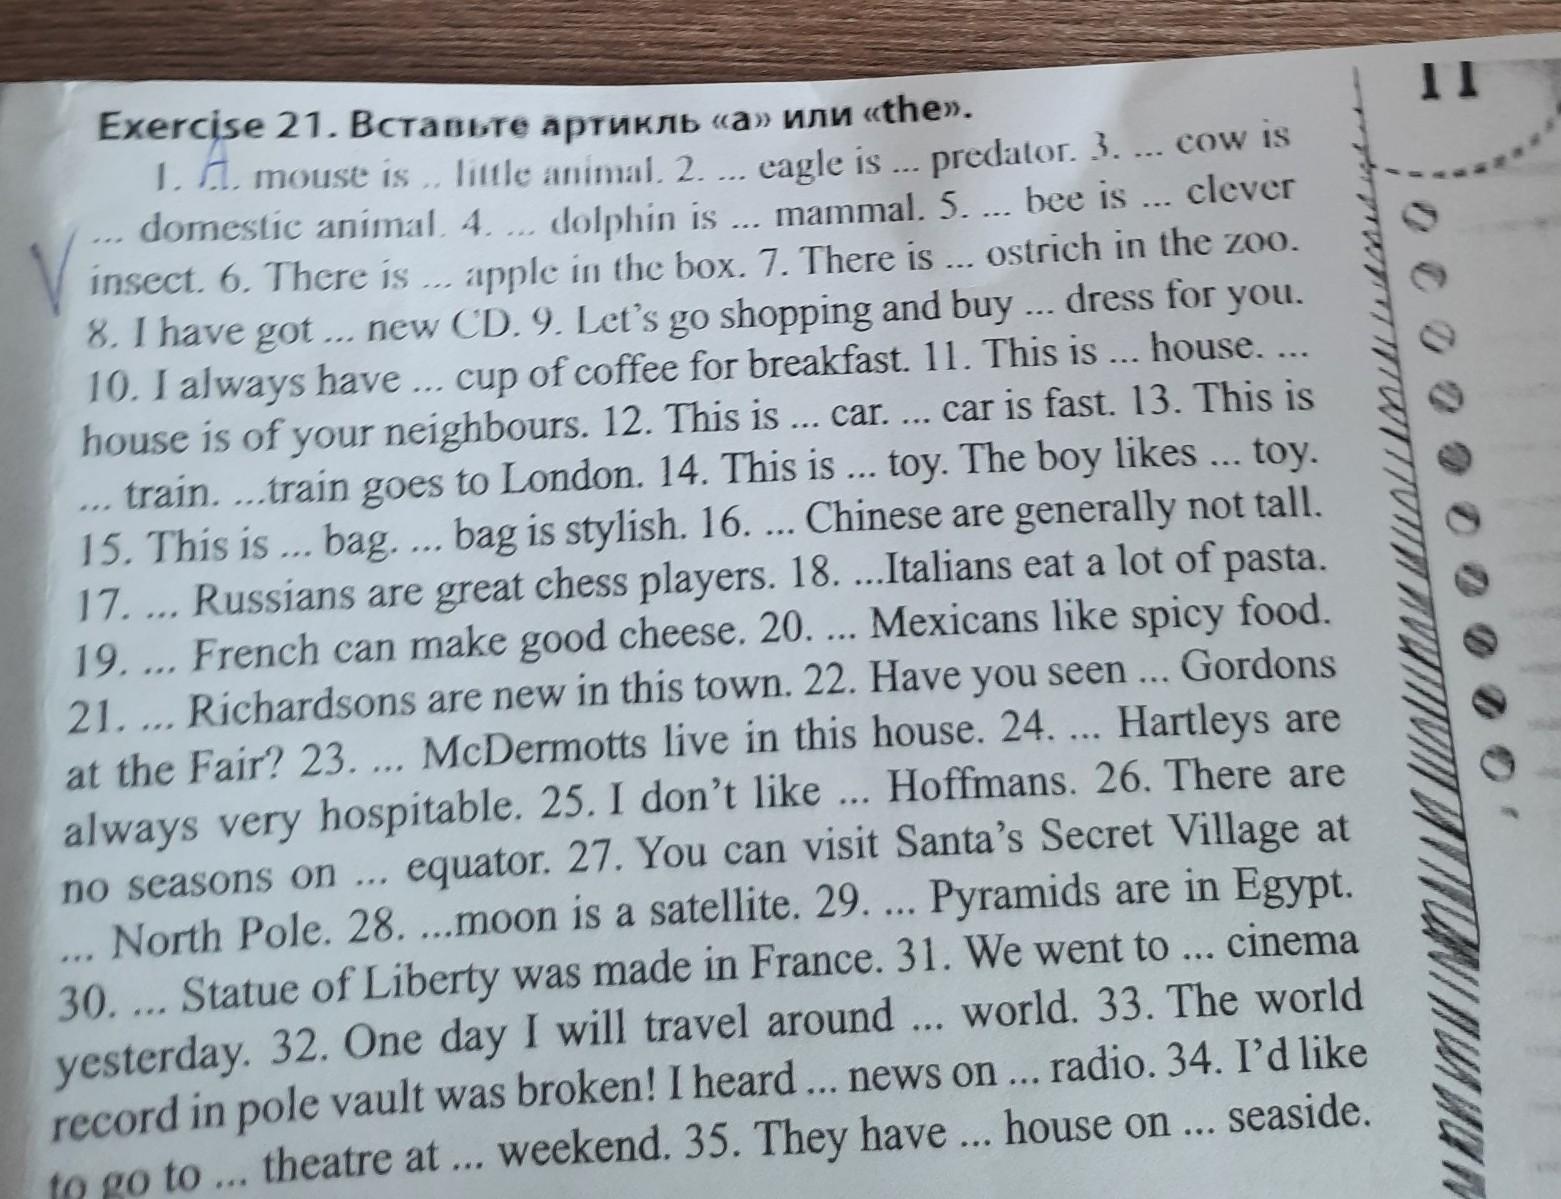 11
Exercise 21. Вставьте артикль «a» или «the».
1. A. mouse is .. little animal. 2. ... eagle is ... predator. 3. ... cow is
... domestic animal. 4. ... dolphin is ... mammal. 5. ... bee is ... clever
insect. 6. There is ... apple in the box. 7. There is ... ostrich in the zoo.
8. I have got ... new CD. 9. Let's go shopping and buy ... dress for you.
10. I always have ... cup of coffee for breakfast. 11. This is ... house. ...
house is of your neighbours. 12. This is ... car. ... car is fast. 13. This is
... train. ...train goes to London. 14. This is ... toy. The boy likes ... toy.
15. This is ... bag. ... bag is stylish. 16. ... Chinese are generally not tall.
17. ... Russians are great chess players. 18. ...Italians eat a lot of pasta.
19. ... French can make good cheese. 20. ... Mexicans like spicy food.
21. ... Richardsons are new in this town. 22. Have you seen ... Gordons
at the Fair? 23. ... McDermotts live in this house. 24. ... Hartleys are
always very hospitable. 25. I don't like ... Hoffmans. 26. There are
no seasons on ... equator. 27. You can visit Santa's Secret Village at
... North Pole. 28. ...moon is a satellite. 29. ... Pyramids are in Egypt.
30. ... Statue of Liberty was made in France. 31. We went to ... cinema
yesterday. 32. One day I will travel around ... world. 33. The world
record in pole vault was broken! I heard ... news on ... radio. 34. I'd like
to go to ... theatre at ... weekend. 35. They have ... house on ... seaside.